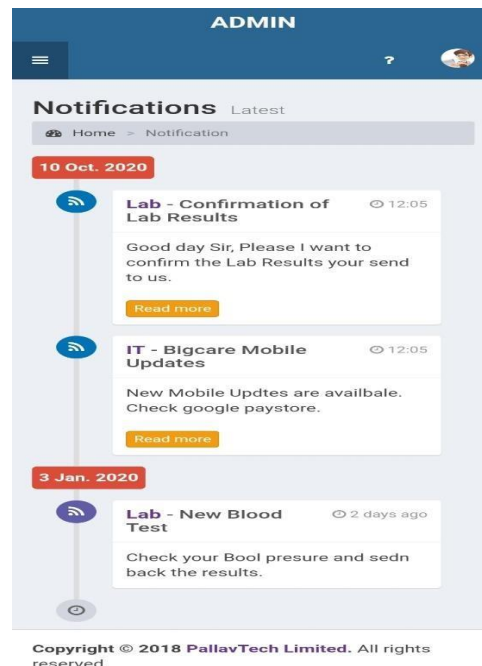 ADMIN
?
Notifications Latest
Home > Notification
10 Oct. 2020
Lab - Confirmation of 12:05
Lab Results
Good day Sir, Please I want to
confirm the Lab Results your send
to us.
Read more
IT - Bigcare Mobile 12:05
Updates
New Mobile Updtes are availbale.
Check google paystore.
Read more
3 Jan. 2020
Lab - New Blood 2 days ago
Test
Check your Bool presure and sedn
back the results.
Copyright © 2018 PallavTech Limited. All rights
reserved